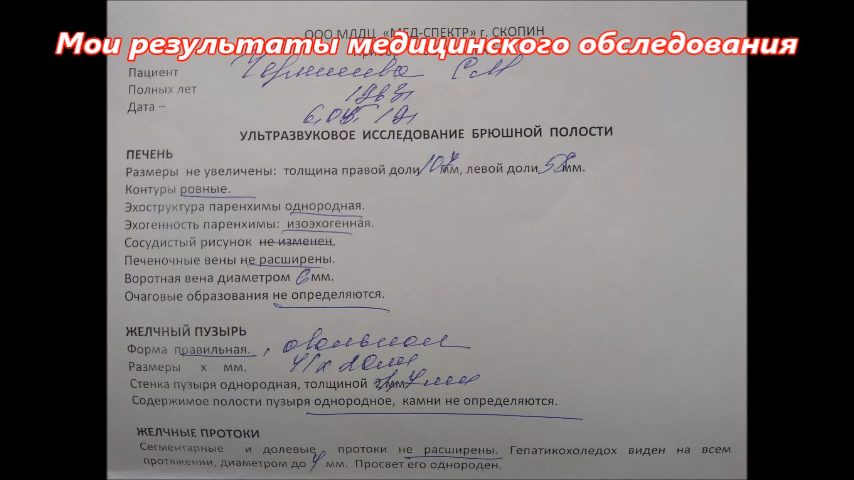 ООО МЛДЦ «МЕД-СПЕКТР» г. СКОПИН
Мои результаты медицинского обследования
Пациент
Полных лет
Дата –
УЛЬТРАЗВУКОВОЕ ИССЛЕДОВАНИЕ БРЮШНОЙ ПОЛОСТИ
ПЕЧЕНЬ
Размеры не увеличены: толщина правой доли 107 мм, левой доли 58 мм.
Контуры ровные.
Эхоструктура паренхимы однородная.
Эхогенность паренхимы: изоэхогенная.
Сосудистый рисунок не изменен,
Печеночные вены не расширены.
Воротная вена диаметром 6 мм.
Очаговые образования не определяются.
ЖЕЛЧНЫЙ ПУЗЫРЬ
Форма правильная. , овальная
Размеры х мм. 41х20мм
Стенка пузыря однородная, толщиной мм
Содержимое полости пузыря однородное, камни не определяются.
ЖЕЛЧНЫЕ ПРОТОКИ
Сегментарные и долевые протоки не расширены. Гепатикохоледох виден на всем
протяжении, диаметром до 4 мм. Просвет его однороден.